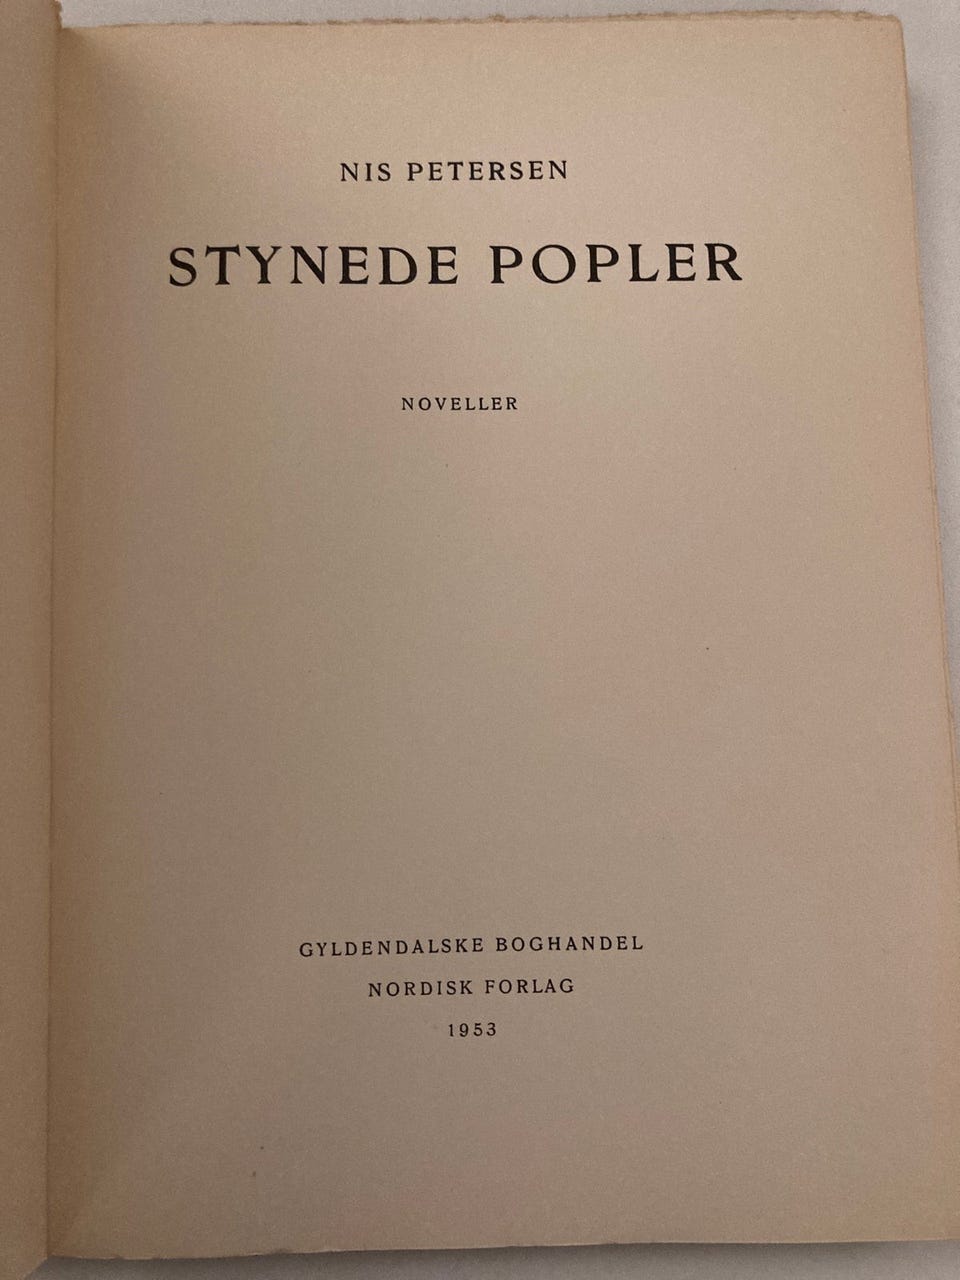 NIS PETERSEN
STYNEDE POPLER
NOVELLER
GYLDENDALSKE BOGHANDEL
NORDISK FORLAG
1953